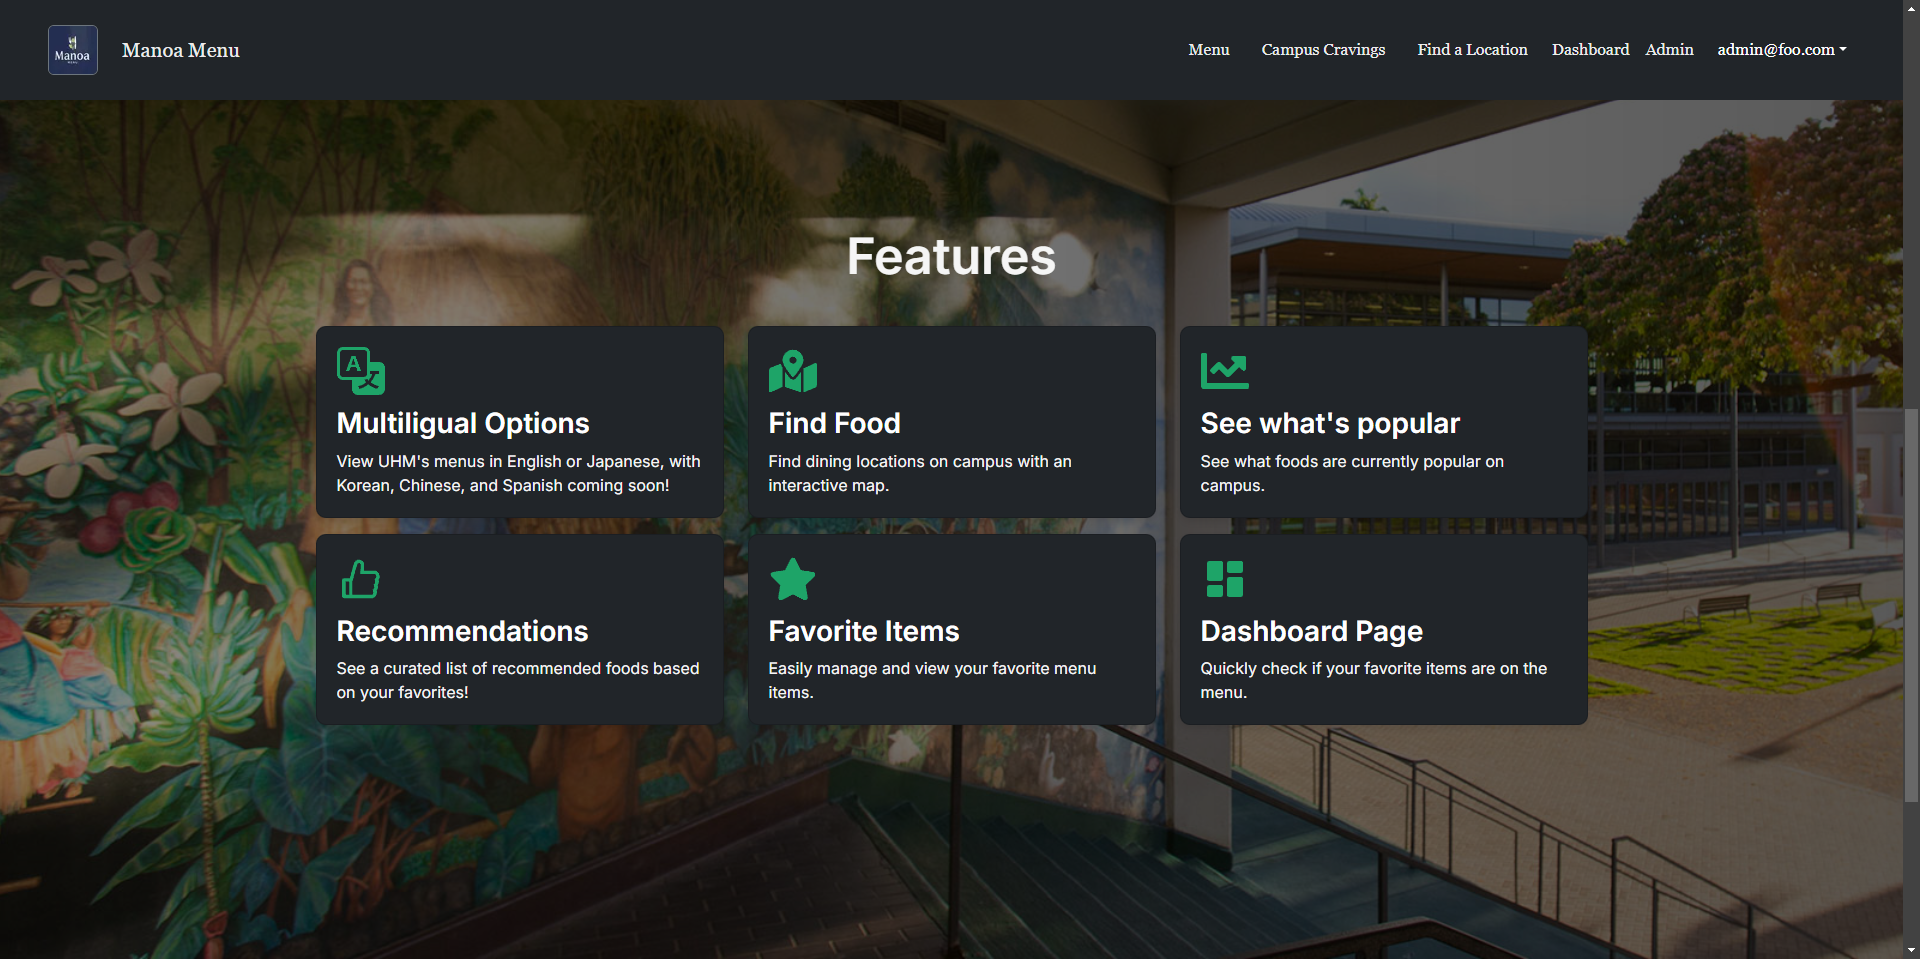 Manoa
Manoa Menu
Menu
Campus Cravings
Find a Location
Dashboard
Admin
admin@foo.com
Features
A
Multiligual Options
View UHM's menus in English or Japanese, with
Korean, Chinese, and Spanish coming soon!
Find Food
Find dining locations on campus with an
interactive map.
See what's popular
See what foods are currently popular on
campus.
Recommendations
See a curated list of recommended foods based
on your favorites!
Favorite Items
Easily manage and view your favorite menu
items.
Dashboard Page
Quickly check if your favorite items are on the
menu.